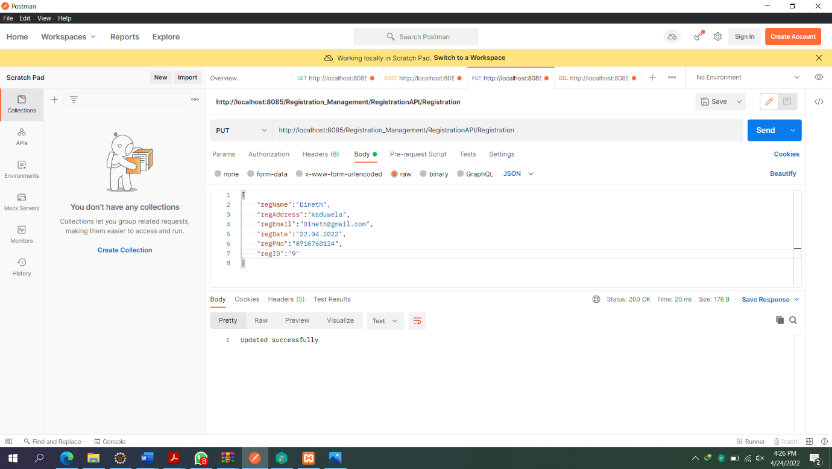 Postman
File Edit View Help
Home Workspaces Reports Explore Search Postman Sign In Create Account
Working locally in Scratch Pad. Switch to a Workspace
Scratch Pad New Import Overview GET http://localhost:8085 POST http://localhost:808 PUT http://localhost:8085 DEL http://localhost:8085 No Environment
Collections
APIs
Environments
Mock Servers
Monitors
History
You don't have any collections
Collections let you group related requests,
making them easier to access and run.
Create Collection
http://localhost:8085/Registration_Management/RegistrationAPI/Registration Save
PUT http://localhost:8085/Registration_Management/RegistrationAPI/Registration Send
Params Authorization Headers (8) Body Pre-request Script Tests Settings Cookies
none form-data x-www-form-urlencoded raw binary GraphQL JSON Beautify
1 {
2 "regName":"Dineth",
3 "regAddress":"kaduwela",
4 "regEmail":"Dineth@gmail.com",
5 "regDate":"22.04.2022",
6 "regPNo":"0710760124",
7 "regID":"9"
8 }
Body Cookies Headers (5) Test Results Status: 200 OK Time: 20 ms Size: 178 B Save Response
Pretty Raw Preview Visualize Text
1 Updated successfully
Find and Replace Console Runner Trash
4:26 PM
4/24/2022